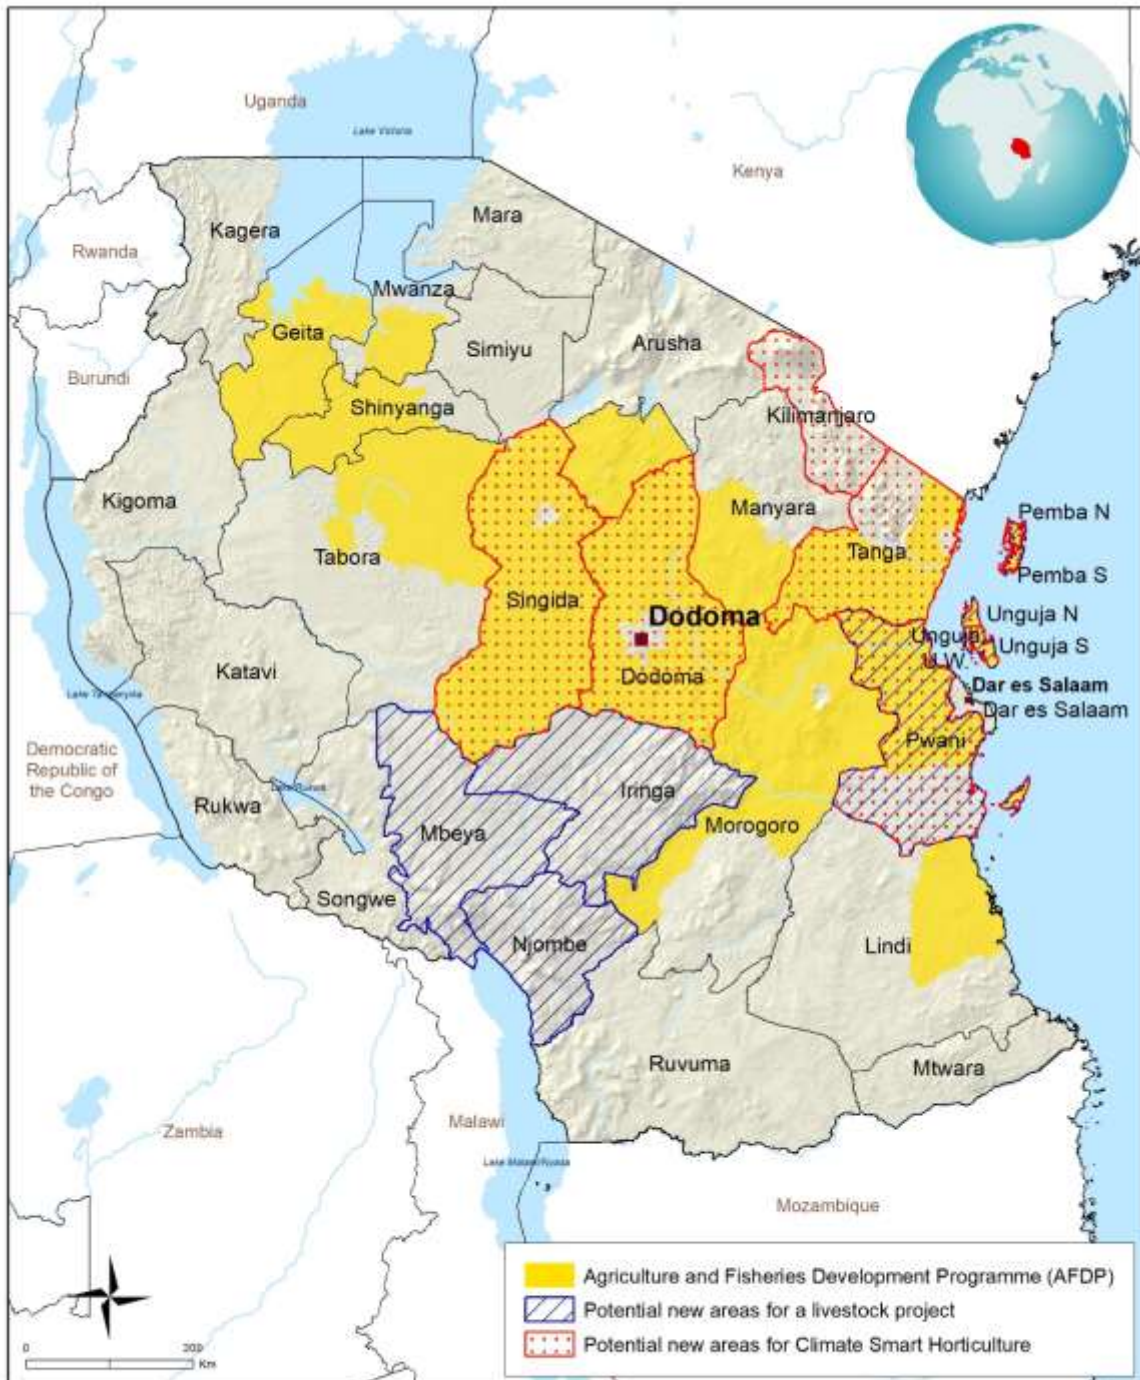 Uganda
Lake Victoria
Kenya
Mara
Kagera
Rwanda
Mwanza
Geita
Simiyu
Arusha
Burundi
Shinyanga
Kilimanjaro
Kigoma
Manyara
Pemba N
Tabora
Tanga
Pemba S
Singida
Dodoma
Unguja N
Unguja
U.W.
Unguja S
Katavi
Dodoma
Dar es Salaam
Dar es Salaam
Democratic
Republic of
the Congo
Pwani
Rukwa
Iringa
Mbeya
Morogoro
Songwe
Njombe
Lindi
Ruvuma
Mtwara
Zambia
Malawi
Mozambique
Agriculture and Fisheries Development Programme (AFDP)
Potential new areas for a livestock project
Potential new areas for Climate Smart Horticulture
0
200
Km